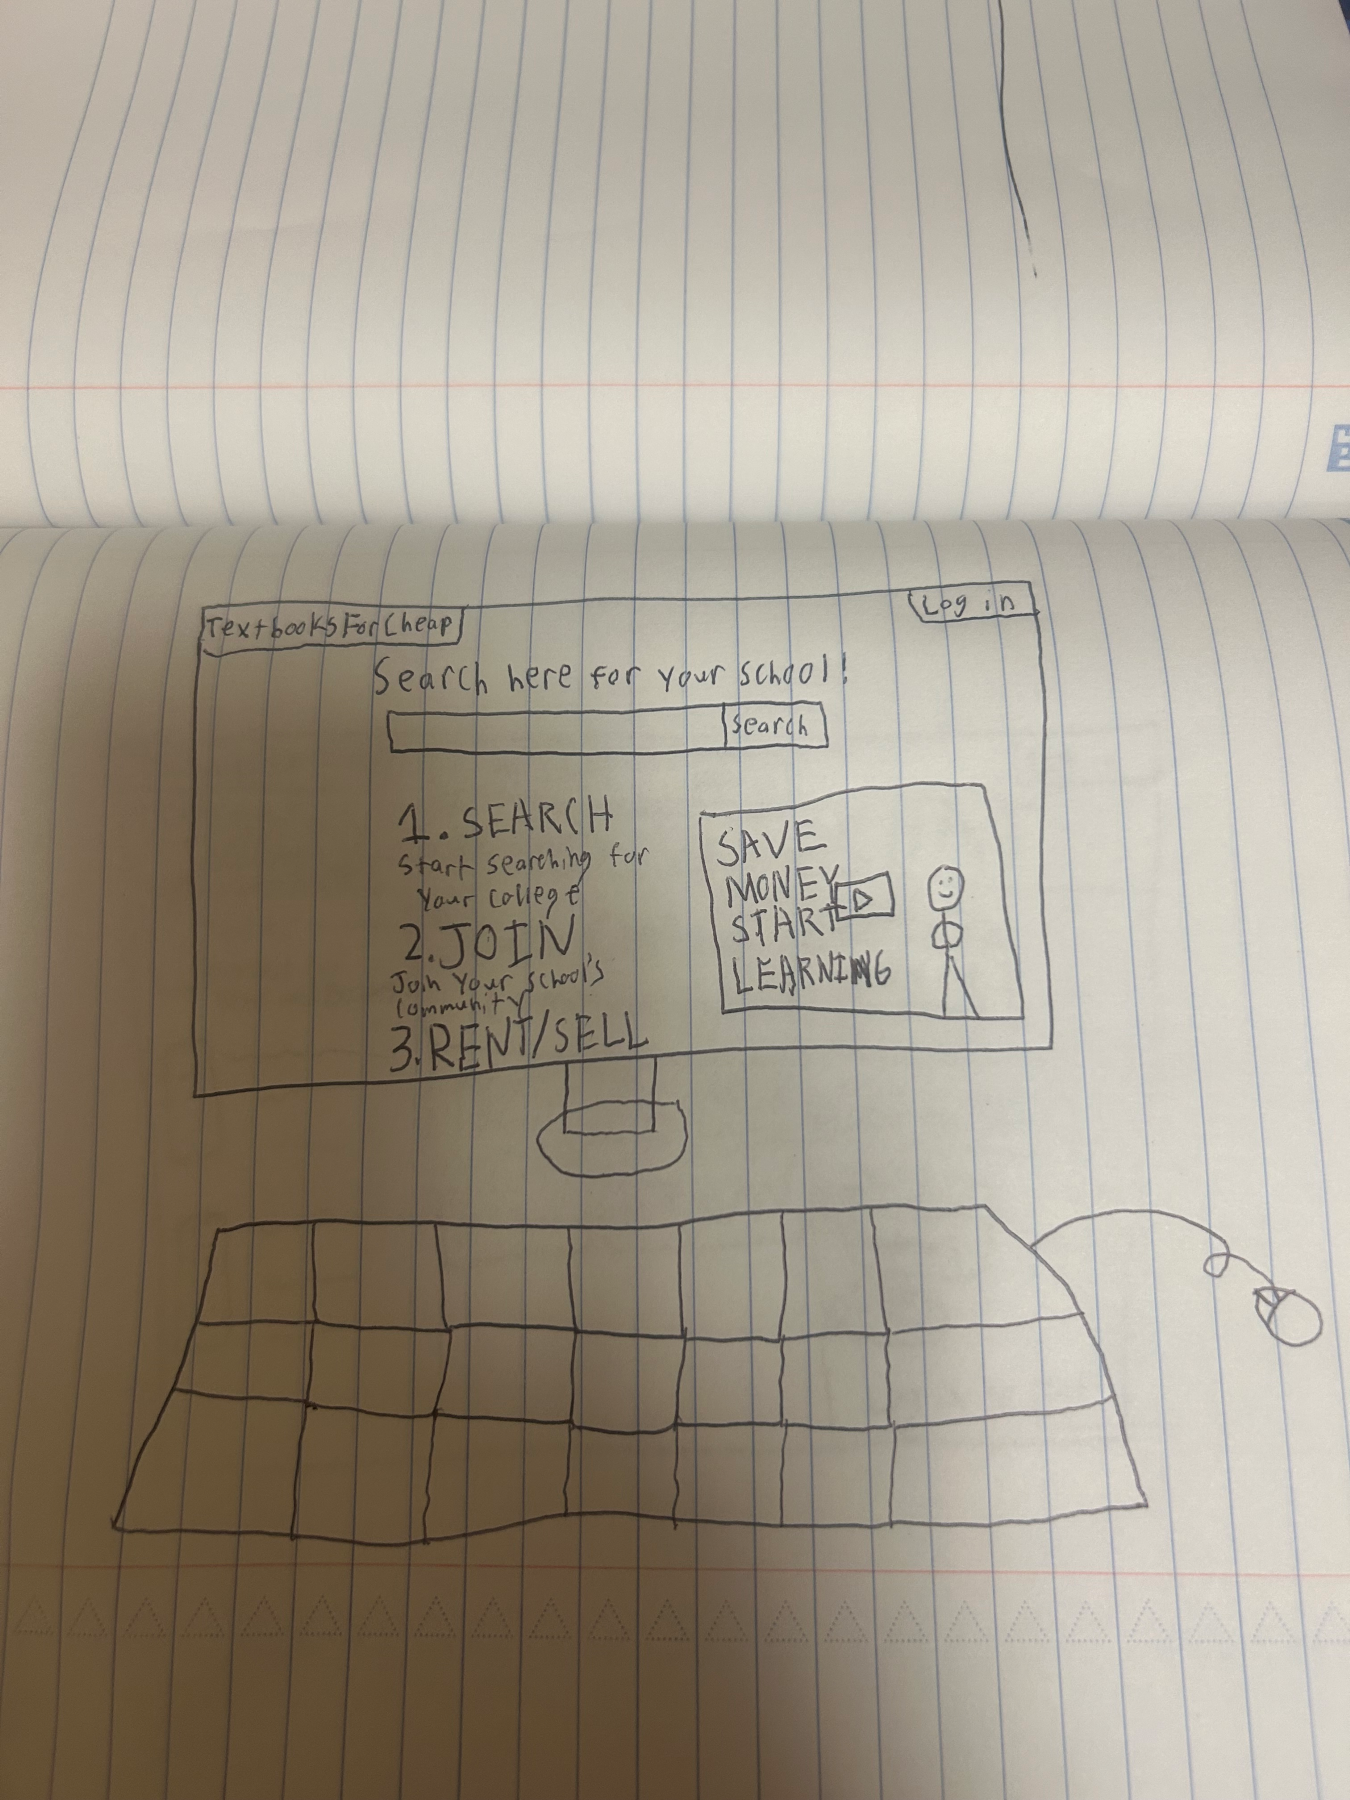 TextbooksForCheap
Log in
Search here for your school!
Search
1. SEARCH
Start searching for
your college
2. JOIN
Join your school's
community
3. RENT/SELL
SAVE
MONEY
START
LEARNING